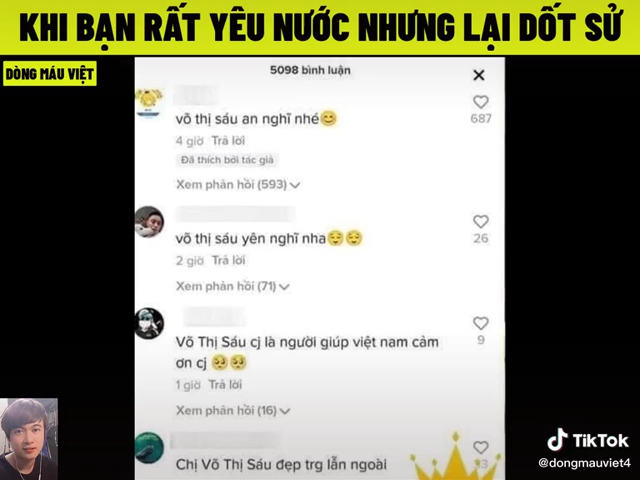 KHI BẠN RẤT YÊU NƯỚC NHƯNG LẠI DỐT SỬ
DÒNG MÁU VIỆT
5098 bình luận
võ thị sáu an nghĩ nhé😊
687
4 giờ Trả lời
Đã thích bởi tác giả
Xem phản hồi (593)
võ thị sáu yên nghĩ nha😌😌
26
2 giờ Trả lời
Xem phản hồi (71)
Võ Thị Sáu cj là người giúp việt nam cảm
ơn cj 🥺🥺
9
1 giờ Trả lời
Xem phản hồi (16)
Chị Võ Thị Sáu đẹp trg lẫn ngoài
TikTok
@dongmauviet4